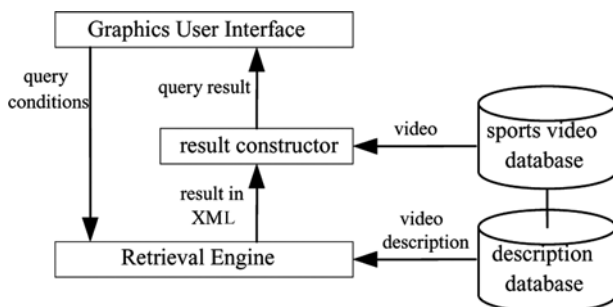 Graphics User Interface
query
conditions
query result
result constructor
video
sports video
database
result in
XML
video
description
Retrieval Engine
description
database